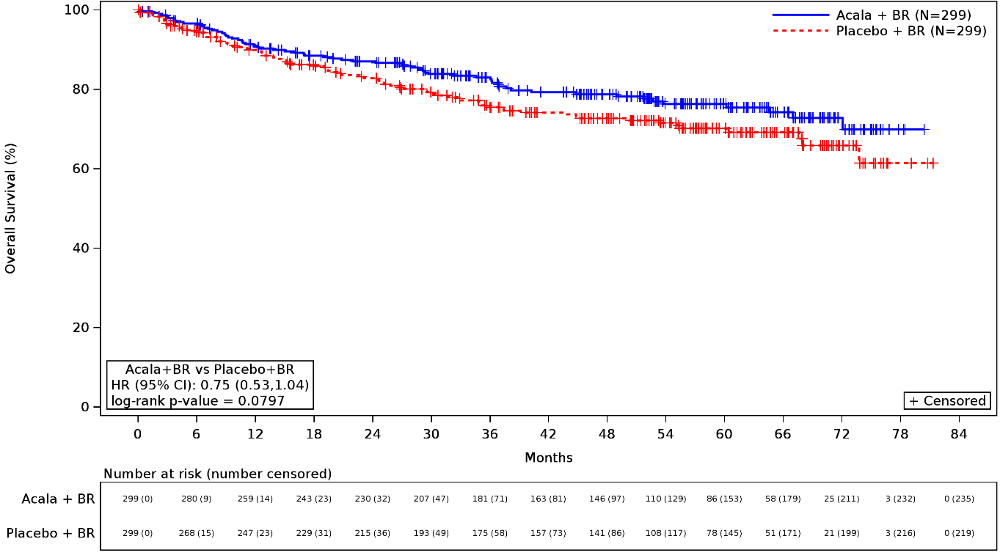 Acala + BR (N=299)
Placebo + BR (N=299)
Overall Survival (%)
100
80
60
40
20
0
Acala+BR vs Placebo+BR
HR (95% CI): 0.75 (0.53,1.04)
log-rank p-value = 0.0797
+ Censored
0 6 12 18 24 30 36 42 48 54 60 66 72 78 84
Months
Number at risk (number censored)
Acala + BR 299 (0) 280 (9) 259 (14) 243 (23) 230 (32) 207 (47) 181 (71) 163 (81) 146 (97) 110 (129) 86 (153) 58 (179) 25 (211) 3 (232) 0 (235)
Placebo + BR 299 (0) 268 (15) 247 (23) 229 (31) 215 (36) 193 (49) 175 (58) 157 (73) 141 (86) 108 (117) 78 (145) 51 (171) 21 (199) 3 (216) 0 (219)